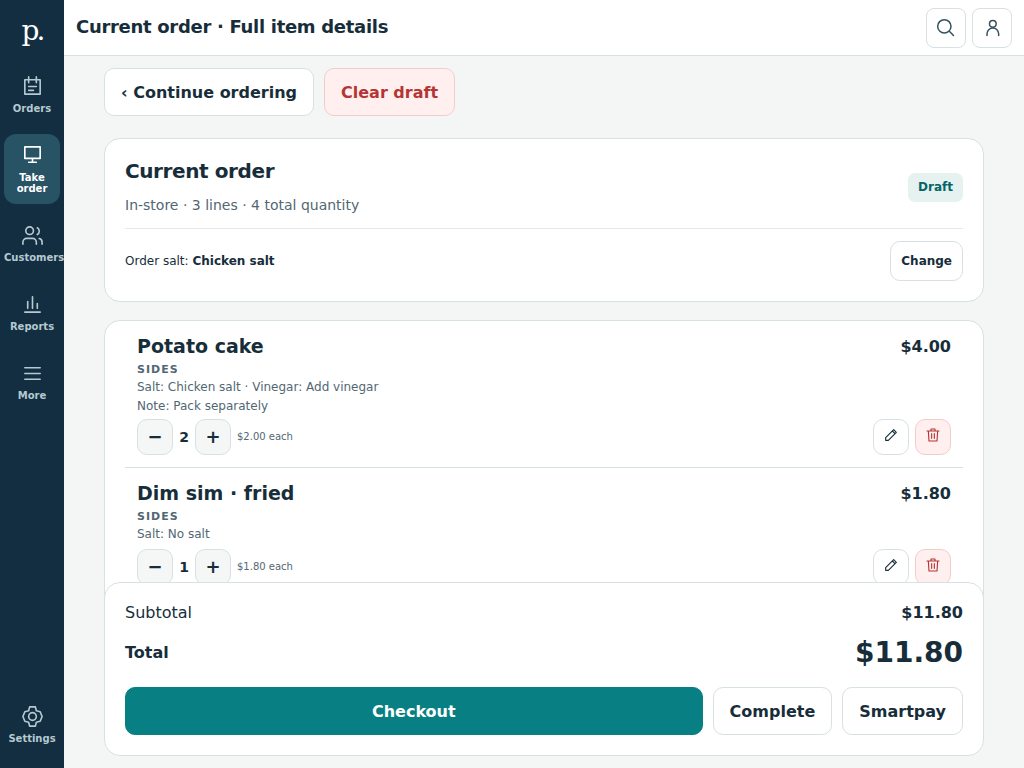 p.
Orders
Take
order
Customers
Reports
More
Settings
Current order · Full item details
‹ Continue ordering
Clear draft
Current order
In-store · 3 lines · 4 total quantity
Draft
Order salt: Chicken salt
Change
Potato cake
$4.00
SIDES
Salt: Chicken salt · Vinegar: Add vinegar
Note: Pack separately
− 2 + $2.00 each
Dim sim · fried
$1.80
SIDES
Salt: No salt
− 1 + $1.80 each
Subtotal
$11.80
Total
$11.80
Checkout
Complete
Smartpay